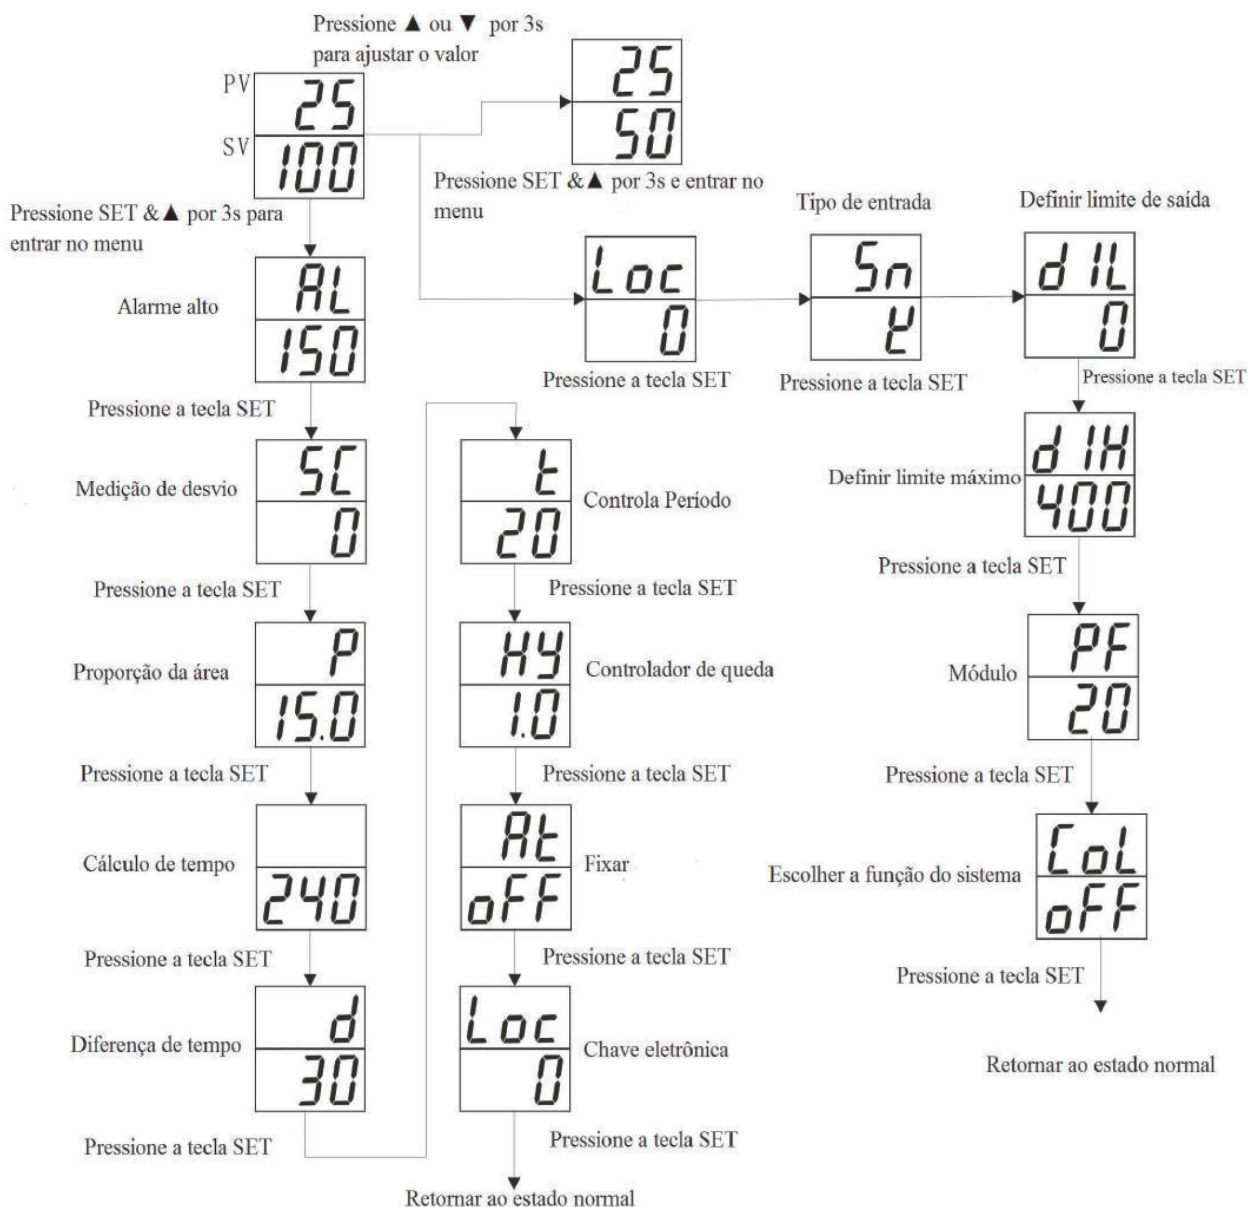 Pressione ▲ ou ▼ por 3s
para ajustar o valor
PV
25
SV
100
25
50
Pressione SET &▲ por 3s para
entrar no menu
Pressione SET &▲ por 3s e entrar no
menu
Alarme alto
AL
150
Pressione a tecla SET
Medição de desvio
SC
0
Pressione a tecla SET
Proporção da área
P
15.0
Pressione a tecla SET
Cálculo de tempo
240
Pressione a tecla SET
Diferença de tempo
d
30
Pressione a tecla SET
t
20
Controla Periodo
Pressione a tecla SET
HY
1.0
Controlador de queda
Pressione a tecla SET
At
oFF
Fixar
Pressione a tecla SET
Loc
0
Chave eletrônica
Pressione a tecla SET
Retornar ao estado normal
Loc
0
Pressione a tecla SET
Tipo de entrada
Sn
Pressione a tecla SET
Definir limite de saída
dIL
0
Pressione a tecla SET
Definir limite máximo
dIH
400
Pressione a tecla SET
Módulo
PF
20
Pressione a tecla SET
Escolher a função do sistema
CoL
oFF
Pressione a tecla SET
Retornar ao estado normal